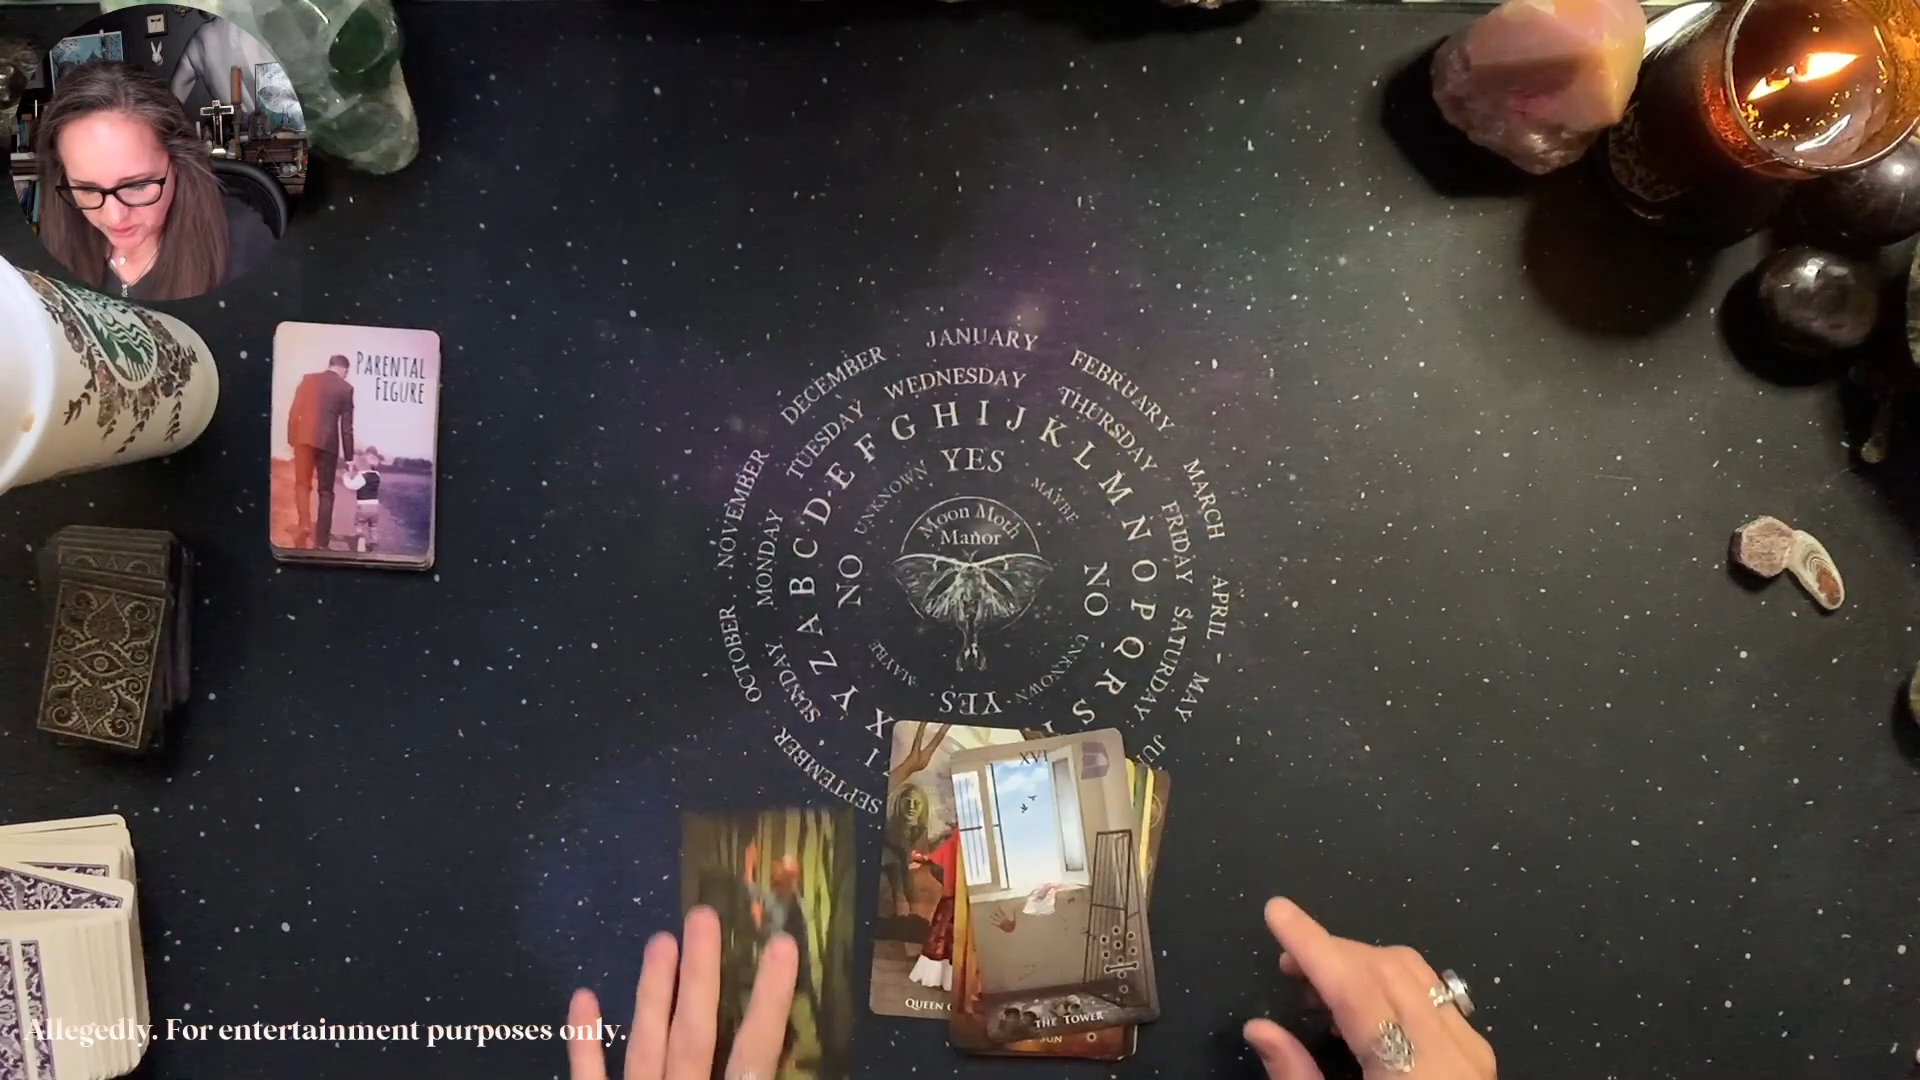 PARENTAL
FIGURE
JANUARY
FEBRUARY
MARCH
APRIL - MAY
SEPTEMBER
OCTOBER
NOVEMBER
DECEMBER
SUNDAY
MONDAY
TUESDAY
WEDNESDAY
THURSDAY
FRIDAY
SATURDAY
A B C D E F G H I J K L M N O P Q R S
X Y Z
YES
MAYBE
NO
UNKNOWN
YES
MAYBE
NO
UNKNOWN
Moon Moth
Manor
XVI
THE TOWER
QUEEN
SUN
Allegedly. For entertainment purposes only.